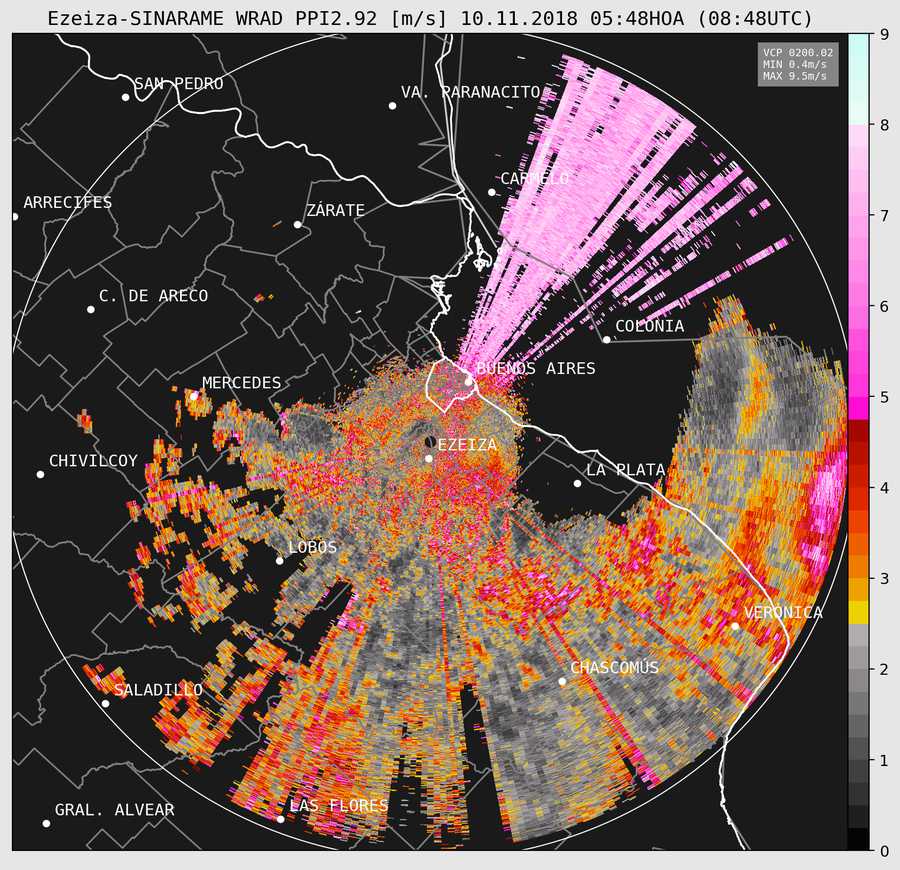 Ezeiza-SINARAME WRAD PPI2.92 [m/s] 10.11.2018 05:48HOA (08:48UTC)
VCP 0200.02
MIN 0.4m/s
MAX 9.5m/s
SAN PEDRO
VA. PARANACITO
CARMELO
ARRECIFES
ZÁRATE
C. DE ARECO
COLONIA
BUENOS AIRES
MERCEDES
EZEIZA
CHIVILCOY
LA PLATA
LOBOS
VERÓNICA
CHASCOMÚS
SALADILLO
LAS FLORES
GRAL. ALVEAR
9
8
7
6
5
4
3
2
1
0